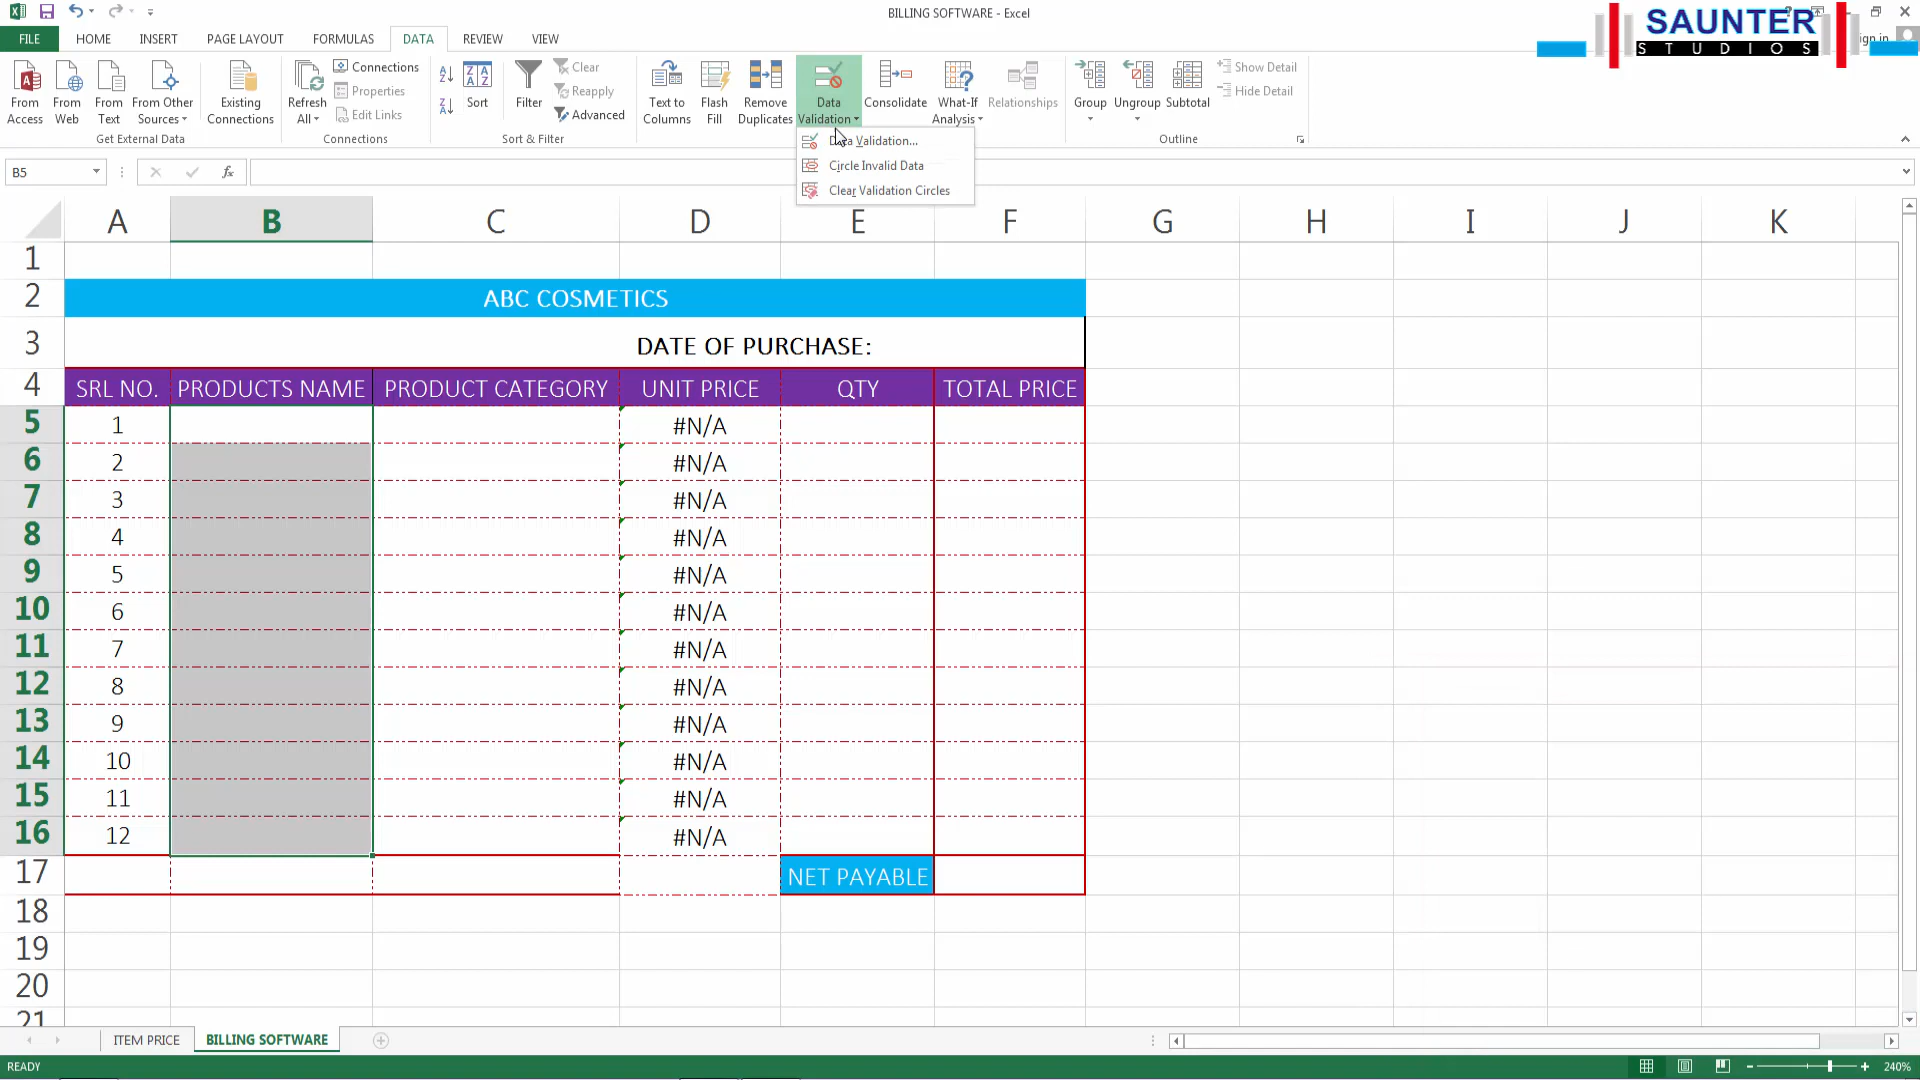 BILLING SOFTWARE - Excel
SAUNTER
STUDIOS
FILE HOME INSERT PAGE LAYOUT FORMULAS DATA REVIEW VIEW
From Access
From Web
From Text
From Other Sources
Existing Connections
Get External Data
Refresh All
Connections
Properties
Edit Links
Connections
Sort
Filter
Clear
Reapply
Advanced
Sort & Filter
Text to Columns
Flash Fill
Remove Duplicates
Data Validation
Consolidate
What-If Analysis
Relationships
Group
Ungroup
Subtotal
Show Detail
Hide Detail
Outline
Validation...
Circle Invalid Data
Clear Validation Circles
B5
A B C D E F G H I J K
1
2 ABC COSMETICS
3 DATE OF PURCHASE:
4 SRL NO. PRODUCTS NAME PRODUCT CATEGORY UNIT PRICE QTY TOTAL PRICE
5 1 #N/A
6 2 #N/A
7 3 #N/A
8 4 #N/A
9 5 #N/A
10 6 #N/A
11 7 #N/A
12 8 #N/A
13 9 #N/A
14 10 #N/A
15 11 #N/A
16 12 #N/A
17 NET PAYABLE
18
19
20
21
ITEM PRICE BILLING SOFTWARE
READY
240%